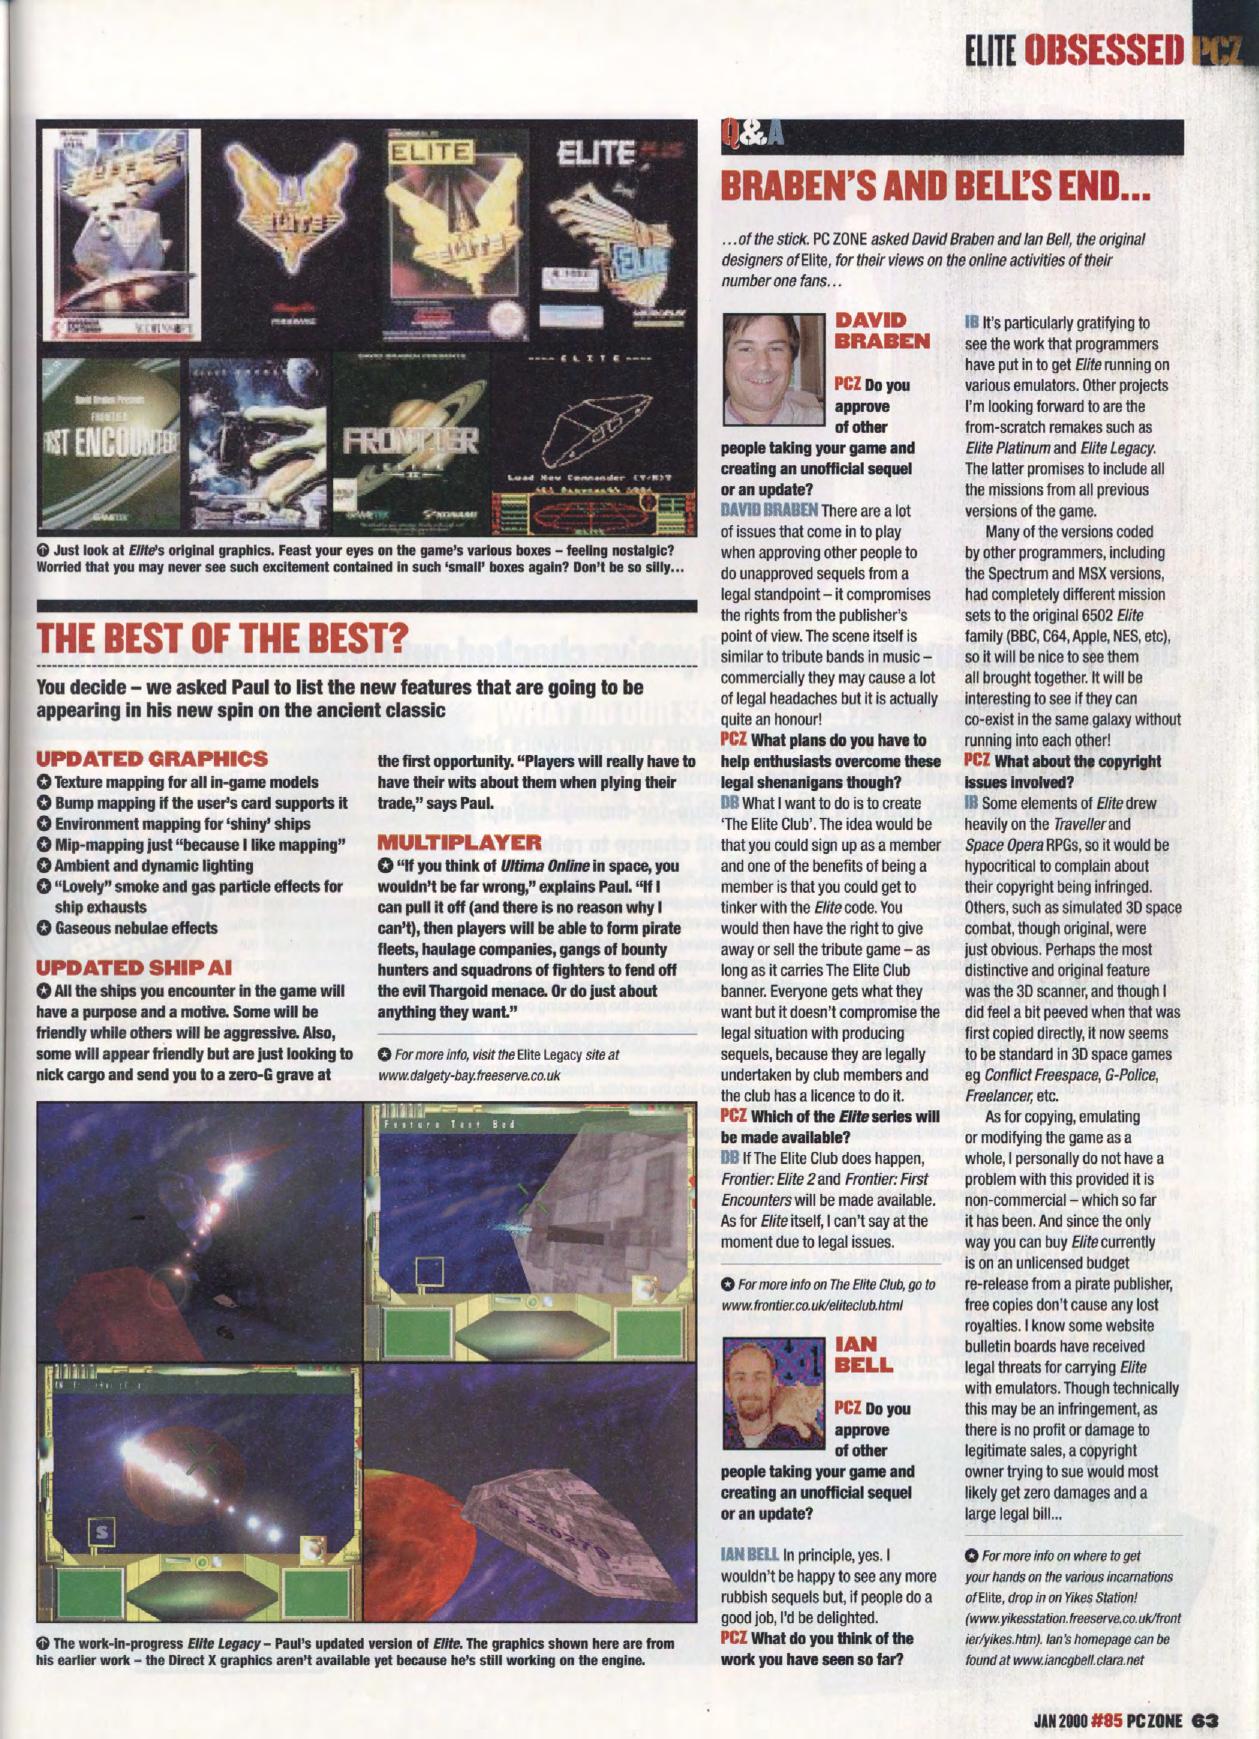 ELITE OBSESSED PCZ
ELITE
ELITE
ELITE PLUS
ELITE
David Braben Presents
FRONTIER
ST ENCOUNTER
GAMETEK
DAVID BRABEN PRESENTS
FRONTIER
II
GAMETEK
KONAMI
---- E L I T E ----
Load New Commander (Y/N)?
Just look at Elite's original graphics. Feast your eyes on the game's various boxes – feeling nostalgic?
Worried that you may never see such excitement contained in such 'small' boxes again? Don't be so silly...
THE BEST OF THE BEST?
You decide – we asked Paul to list the new features that are going to be
appearing in his new spin on the ancient classic
UPDATED GRAPHICS
Texture mapping for all in-game models
Bump mapping if the user's card supports it
Environment mapping for 'shiny' ships
Mip-mapping just "because I like mapping"
Ambient and dynamic lighting
"Lovely" smoke and gas particle effects for
ship exhausts
Gaseous nebulae effects
UPDATED SHIP AI
All the ships you encounter in the game will
have a purpose and a motive. Some will be
friendly while others will be aggressive. Also,
some will appear friendly but are just looking to
nick cargo and send you to a zero-G grave at
the first opportunity. "Players will really have to
have their wits about them when plying their
trade," says Paul.
MULTIPLAYER
"If you think of Ultima Online in space, you
wouldn't be far wrong," explains Paul. "If I
can pull it off (and there is no reason why I
can't), then players will be able to form pirate
fleets, haulage companies, gangs of bounty
hunters and squadrons of fighters to fend off
the evil Thargoid menace. Or do just about
anything they want."
For more info, visit the Elite Legacy site at
www.dalgety-bay.freeserve.co.uk
Feature Test Bed
S
The work-in-progress Elite Legacy – Paul's updated version of Elite. The graphics shown here are from
his earlier work – the Direct X graphics aren't available yet because he's still working on the engine.
Q&A
BRABEN'S AND BELL'S END...
...of the stick. PC ZONE asked David Braben and Ian Bell, the original
designers of Elite, for their views on the online activities of their
number one fans...
DAVID
BRABEN
PCZ Do you
approve
of other
people taking your game and
creating an unofficial sequel
or an update?
DAVID BRABEN There are a lot
of issues that come in to play
when approving other people to
do unapproved sequels from a
legal standpoint – it compromises
the rights from the publisher's
point of view. The scene itself is
similar to tribute bands in music –
commercially they may cause a lot
of legal headaches but it is actually
quite an honour!
PCZ What plans do you have to
help enthusiasts overcome these
legal shenanigans though?
DB What I want to do is to create
'The Elite Club'. The idea would be
that you could sign up as a member
and one of the benefits of being a
member is that you could get to
tinker with the Elite code. You
would then have the right to give
away or sell the tribute game – as
long as it carries The Elite Club
banner. Everyone gets what they
want but it doesn't compromise the
legal situation with producing
sequels, because they are legally
undertaken by club members and
the club has a licence to do it.
PCZ Which of the Elite series will
be made available?
DB If The Elite Club does happen,
Frontier: Elite 2 and Frontier: First
Encounters will be made available.
As for Elite itself, I can't say at the
moment due to legal issues.
For more info on The Elite Club, go to
www.frontier.co.uk/eliteclub.html
IAN
BELL
PCZ Do you
approve
of other
people taking your game and
creating an unofficial sequel
or an update?
IAN BELL In principle, yes. I
wouldn't be happy to see any more
rubbish sequels but, if people do a
good job, I'd be delighted.
PCZ What do you think of the
work you have seen so far?
IB It's particularly gratifying to
see the work that programmers
have put in to get Elite running on
various emulators. Other projects
I'm looking forward to are the
from-scratch remakes such as
Elite Platinum and Elite Legacy.
The latter promises to include all
the missions from all previous
versions of the game.
Many of the versions coded
by other programmers, including
the Spectrum and MSX versions,
had completely different mission
sets to the original 6502 Elite
family (BBC, C64, Apple, NES, etc),
so it will be nice to see them
all brought together. It will be
interesting to see if they can
co-exist in the same galaxy without
running into each other!
PCZ What about the copyright
issues involved?
IB Some elements of Elite drew
heavily on the Traveller and
Space Opera RPGs, so it would be
hypocritical to complain about
their copyright being infringed.
Others, such as simulated 3D space
combat, though original, were
just obvious. Perhaps the most
distinctive and original feature
was the 3D scanner, and though I
did feel a bit peeved when that was
first copied directly, it now seems
to be standard in 3D space games
eg Conflict Freespace, G-Police,
Freelancer, etc.
As for copying, emulating
or modifying the game as a
whole, I personally do not have a
problem with this provided it is
non-commercial – which so far
it has been. And since the only
way you can buy Elite currently
is on an unlicensed budget
re-release from a pirate publisher,
free copies don't cause any lost
royalties. I know some website
bulletin boards have received
legal threats for carrying Elite
with emulators. Though technically
this may be an infringement, as
there is no profit or damage to
legitimate sales, a copyright
owner trying to sue would most
likely get zero damages and a
large legal bill...
For more info on where to get
your hands on the various incarnations
of Elite, drop in on Yikes Station!
(www.yikesstation.freeserve.co.uk/front
ier/yikes.htm). Ian's homepage can be
found at www.iancgbell.clara.net
JAN 2000 #85 PC ZONE 63